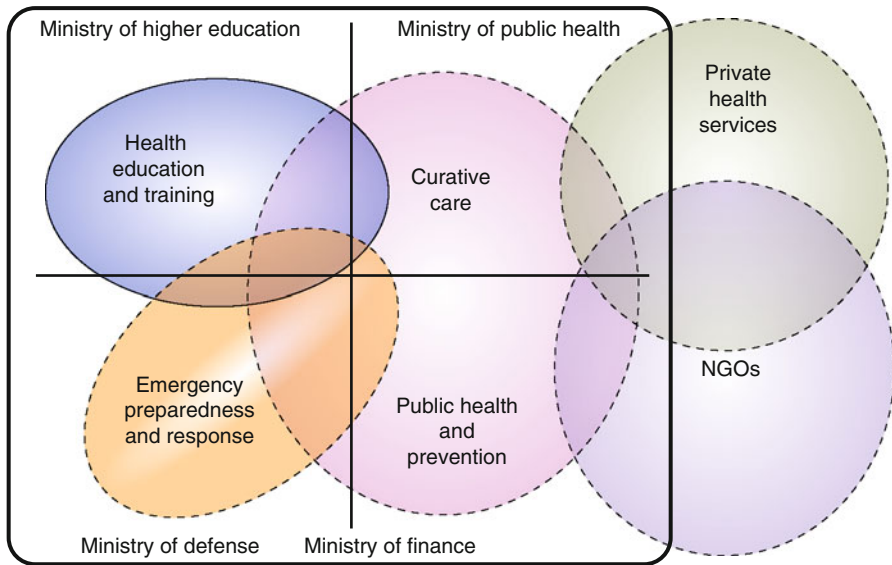 Ministry of higher education
Ministry of public health
Private
health
services
Health
education
and training
Curative
care
Emergency
preparedness
and response
Public health
and
prevention
NGOs
Ministry of defense
Ministry of finance